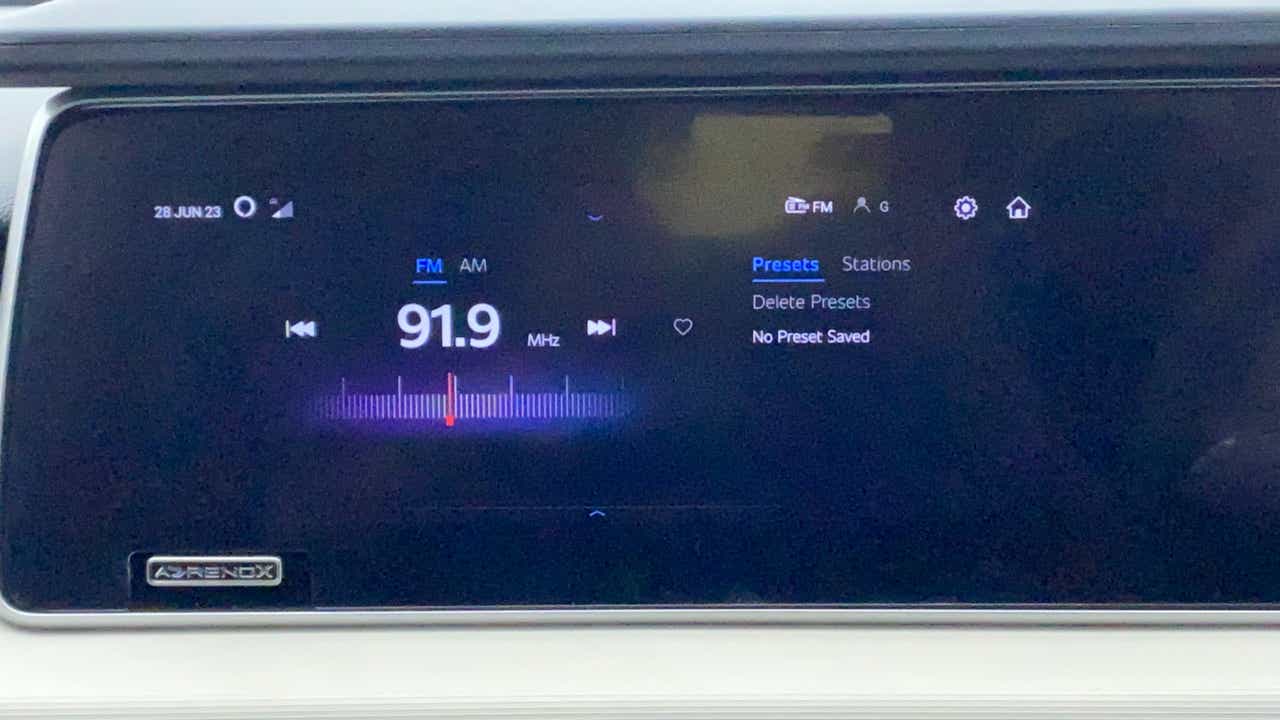 28 JUN 23
FM G
FM AM
91.9 MHz
Presets Stations
Delete Presets
No Preset Saved
ADRENOX